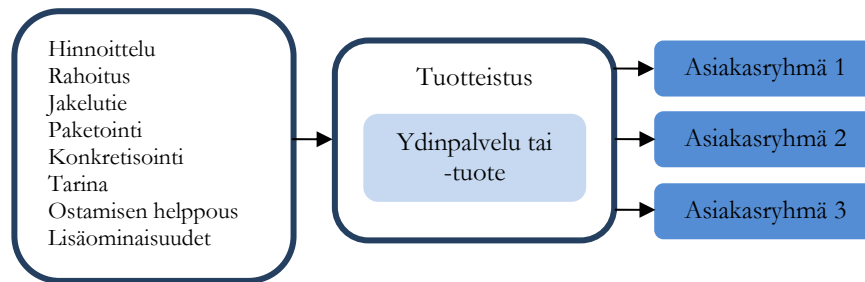 Hinnoittelu
Rahoitus
Jakelutie
Paketointi
Konkretisointi
Tarina
Ostamisen helppous
Lisäominaisuudet
Tuotteistus
Ydinpalvelu tai
-tuote
Asiakasryhmä 1
Asiakasryhmä 2
Asiakasryhmä 3